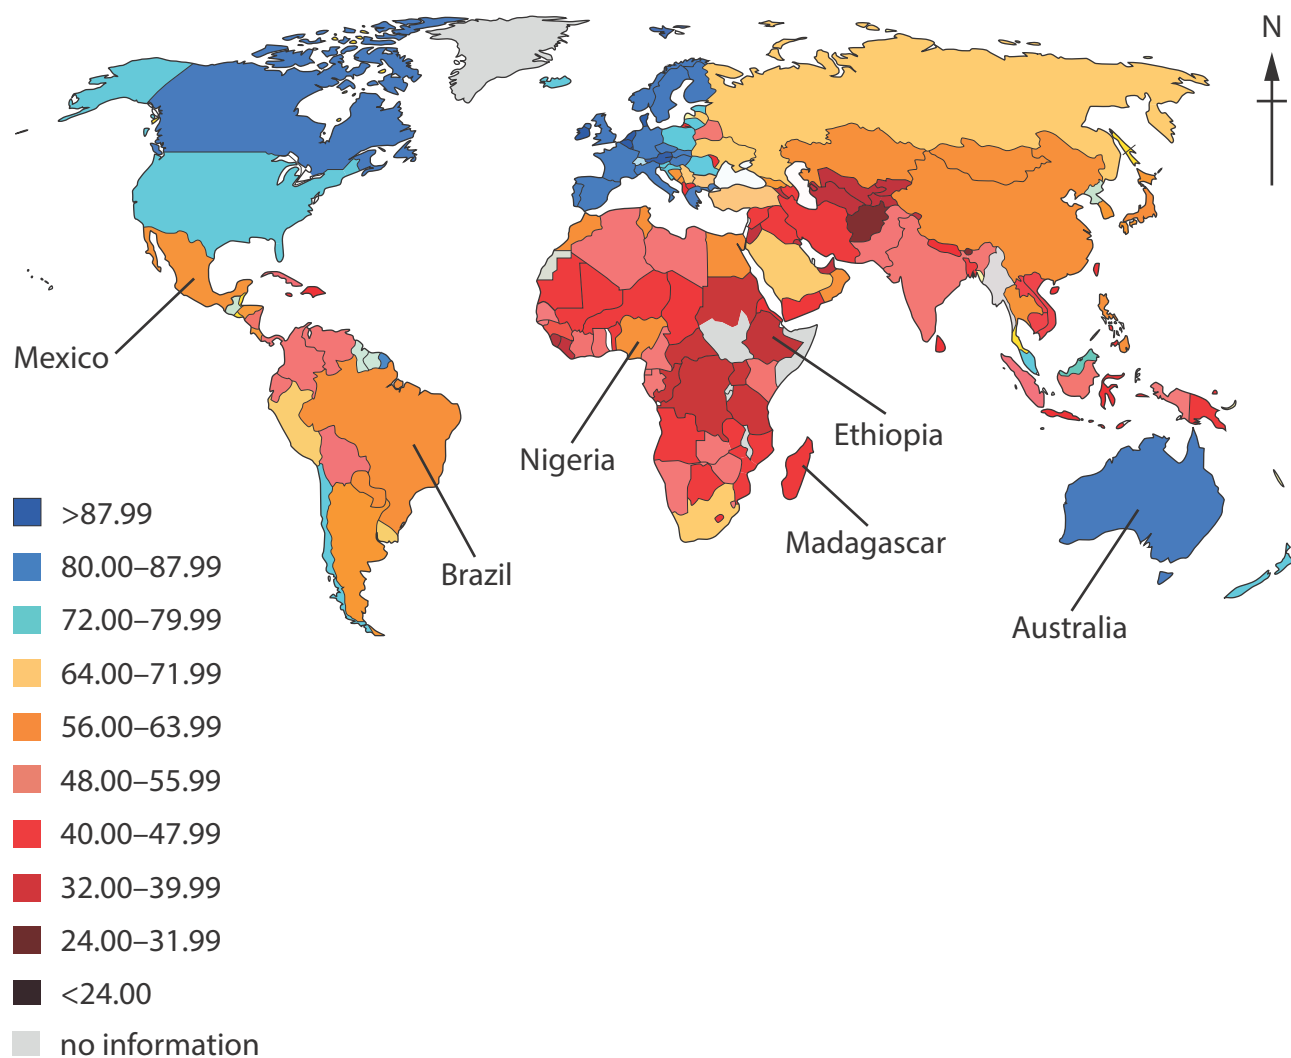 N
Mexico
Nigeria
Ethiopia
Madagascar
Brazil
Australia
>87.99
80.00–87.99
72.00–79.99
64.00–71.99
56.00–63.99
48.00–55.99
40.00–47.99
32.00–39.99
24.00–31.99
<24.00
no information